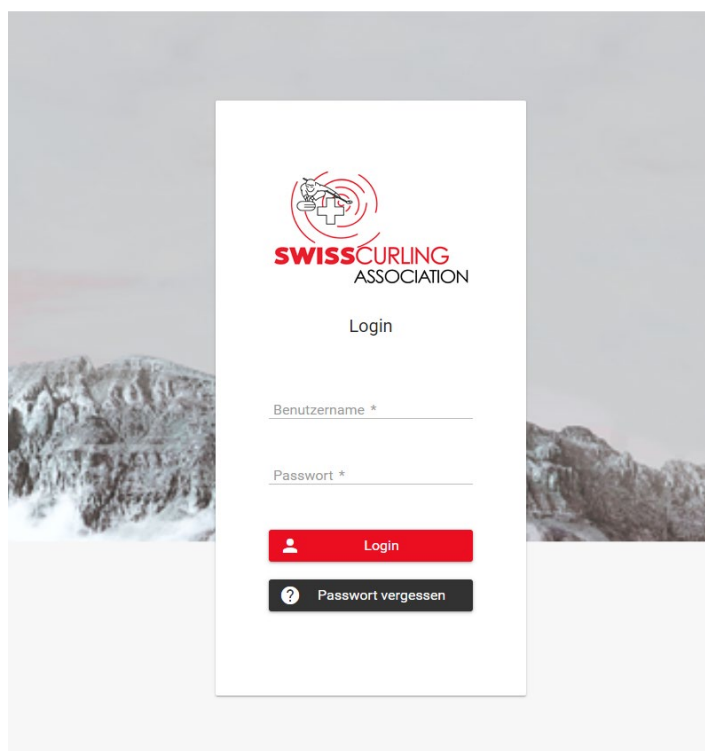 SWISSCURLING
ASSOCIATION
Login
Benutzername *
Passwort *
Login
? Passwort vergessen